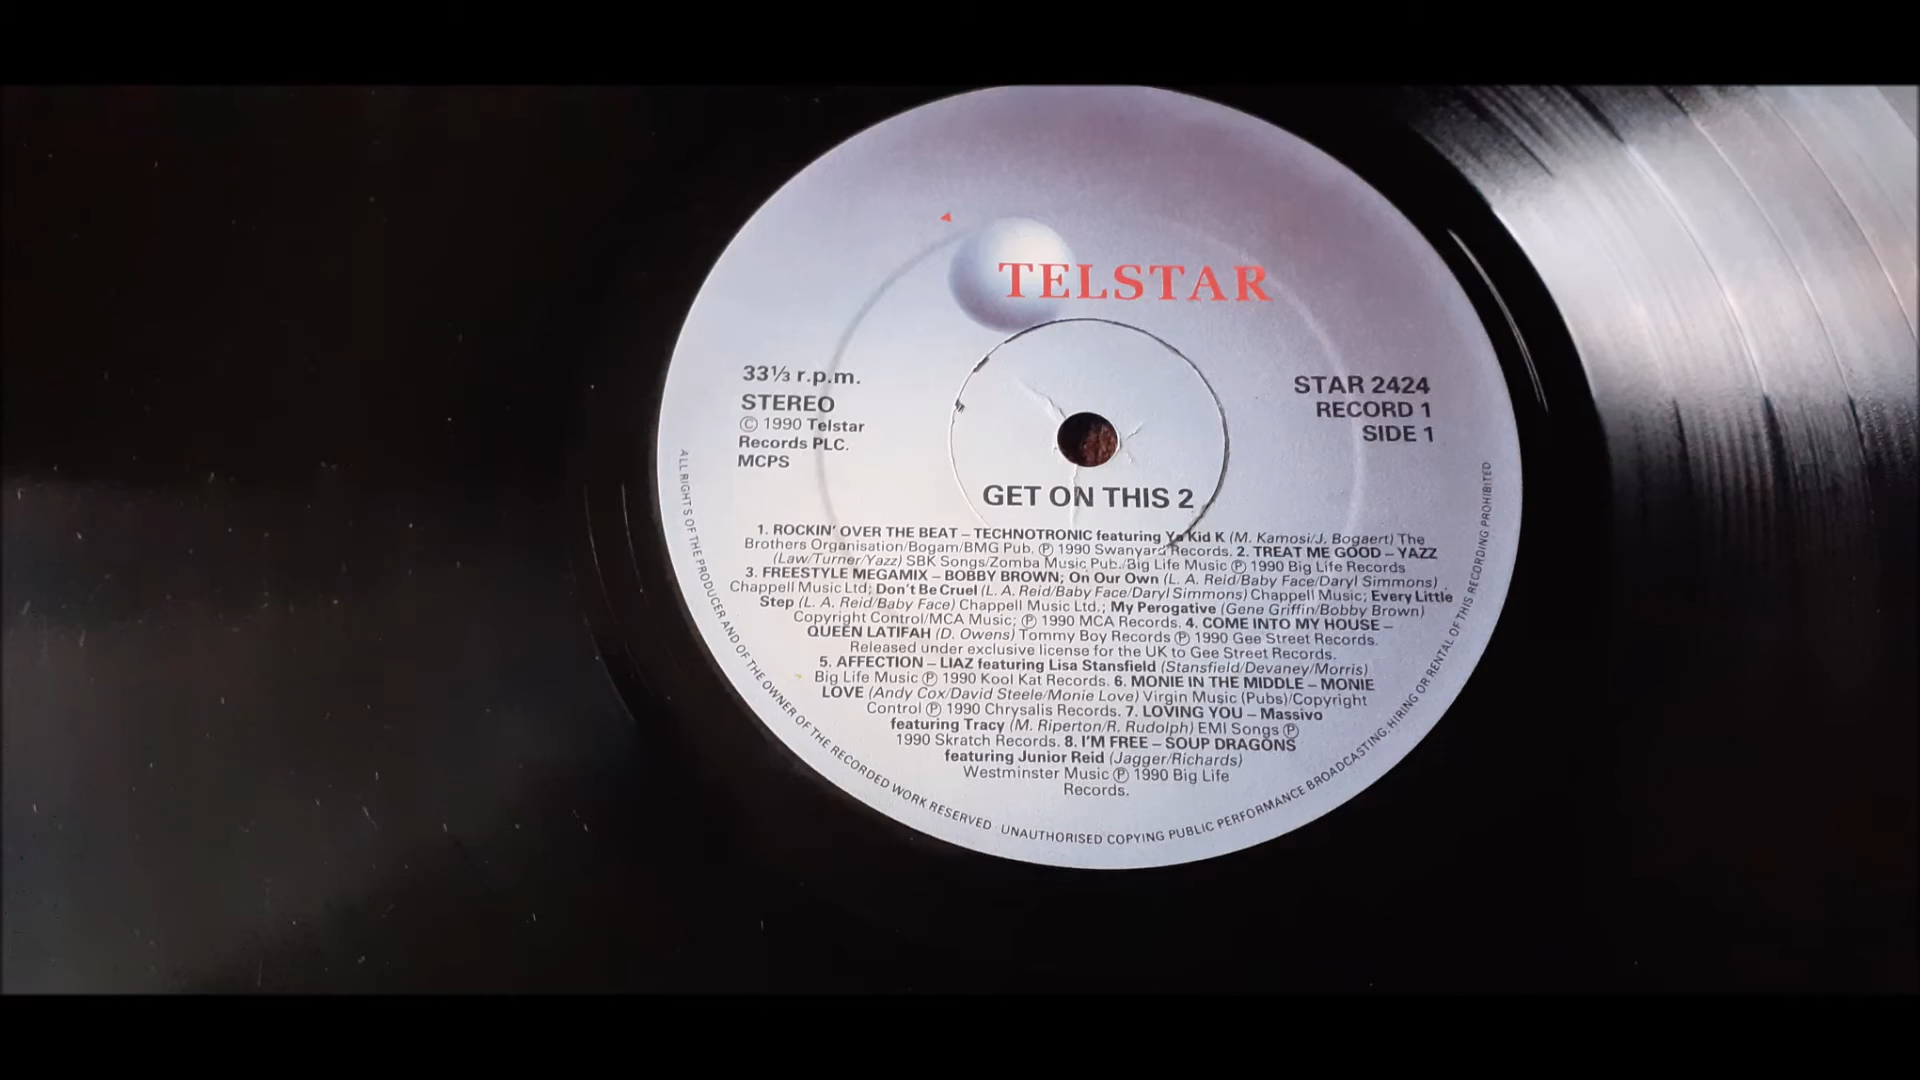 TELSTAR
33⅓ r.p.m.
STEREO
© 1990 Telstar
Records PLC.
MCPS
STAR 2424
RECORD 1
SIDE 1
GET ON THIS 2
1. ROCKIN' OVER THE BEAT – TECHNOTRONIC featuring Ya Kid K (M. Kamosi/J. Bogaert) The
Brothers Organisation/Bogam/BMG Pub. ℗ 1990 Swanyard Records. 2. TREAT ME GOOD – YAZZ
(Law/Turner/Yazz) SBK Songs/Zomba Music Pub./Big Life Music ℗ 1990 Big Life Records
3. FREESTYLE MEGAMIX – BOBBY BROWN; On Our Own (L. A. Reid/Baby Face/Daryl Simmons)
Chappell Music Ltd; Don't Be Cruel (L. A. Reid/Baby Face/Daryl Simmons) Chappell Music; Every Little
Step (L. A. Reid/Baby Face) Chappell Music Ltd.; My Perogative (Gene Griffin/Bobby Brown)
Copyright Control/MCA Music; ℗ 1990 MCA Records. 4. COME INTO MY HOUSE –
QUEEN LATIFAH (D. Owens) Tommy Boy Records ℗ 1990 Gee Street Records.
Released under exclusive license for the UK to Gee Street Records.
5. AFFECTION – LIAZ featuring Lisa Stansfield (Stansfield/Devaney/Morris)
Big Life Music ℗ 1990 Kool Kat Records. 6. MONIE IN THE MIDDLE – MONIE
LOVE (Andy Cox/David Steele/Monie Love) Virgin Music (Pubs)/Copyright
Control ℗ 1990 Chrysalis Records. 7. LOVING YOU – Massivo
featuring Tracy (M. Riperton/R. Rudolph) EMI Songs ℗
1990 Skratch Records. 8. I'M FREE – SOUP DRAGONS
featuring Junior Reid (Jagger/Richards)
Westminster Music ℗ 1990 Big Life
Records.
ALL RIGHTS OF THE PRODUCER AND OF THE OWNER OF THE RECORDED WORK RESERVED UNAUTHORISED COPYING PUBLIC PERFORMANCE BROADCASTING, HIRING OR RENTAL OF THIS RECORDING PROHIBITED